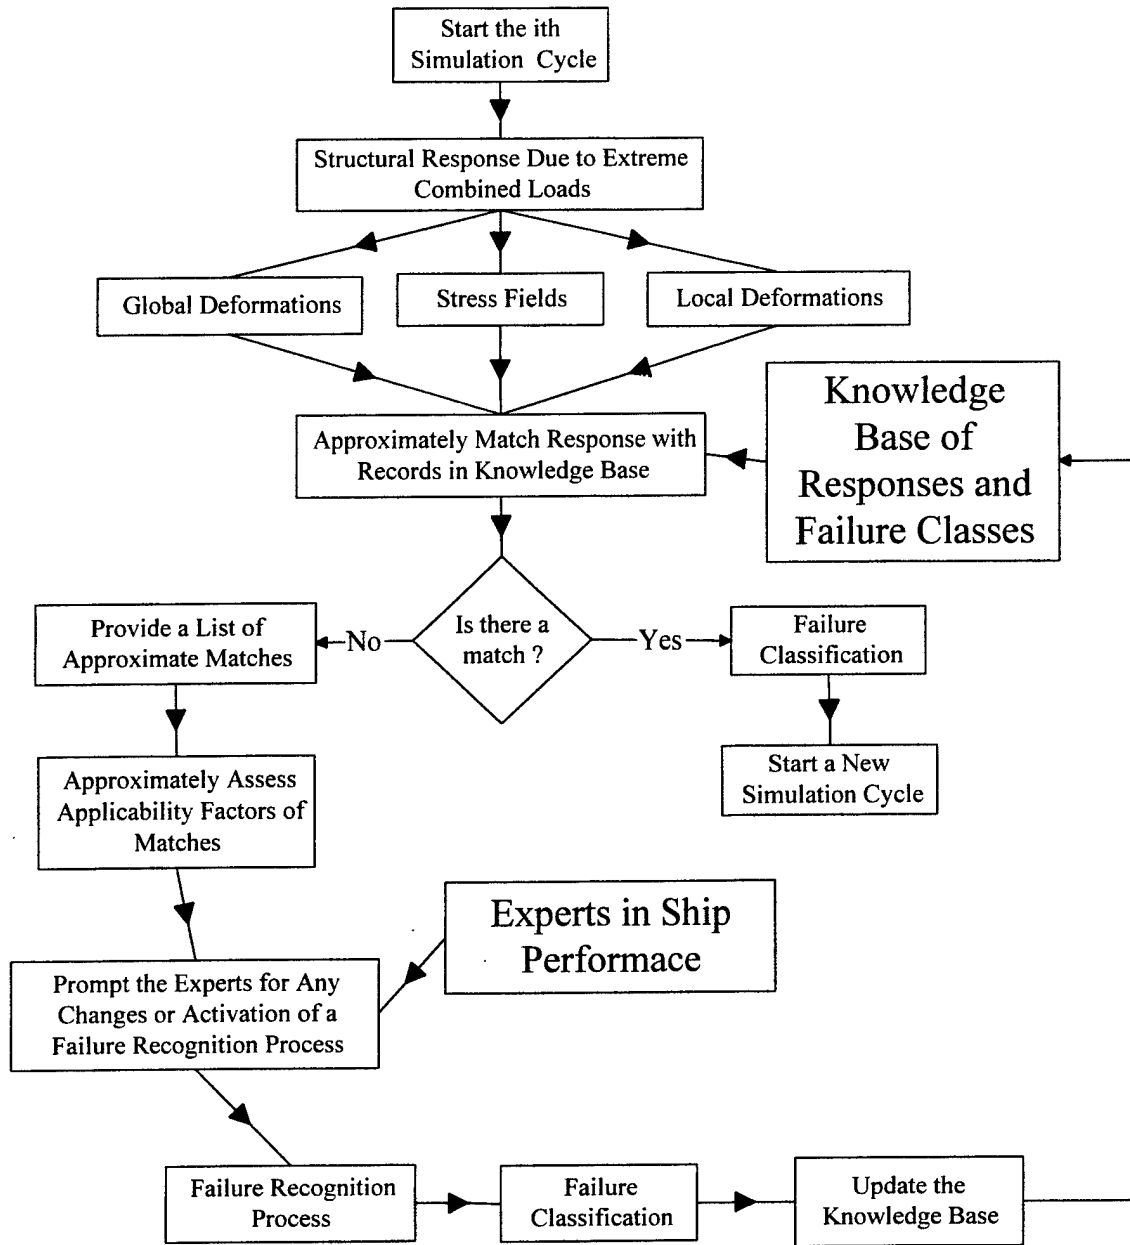 Start the ith
Simulation Cycle
Structural Response Due to Extreme
Combined Loads
Global Deformations
Stress Fields
Local Deformations
Approximately Match Response with
Records in Knowledge Base
Knowledge
Base of
Responses and
Failure Classes
Is there a
match ?
No
Yes
Provide a List of
Approximate Matches
Failure
Classification
Start a New
Simulation Cycle
Approximately Assess
Applicability Factors of
Matches
Experts in Ship
Performace
Prompt the Experts for Any
Changes or Activation of a
Failure Recognition Process
Failure Recognition
Process
Failure
Classification
Update the
Knowledge Base